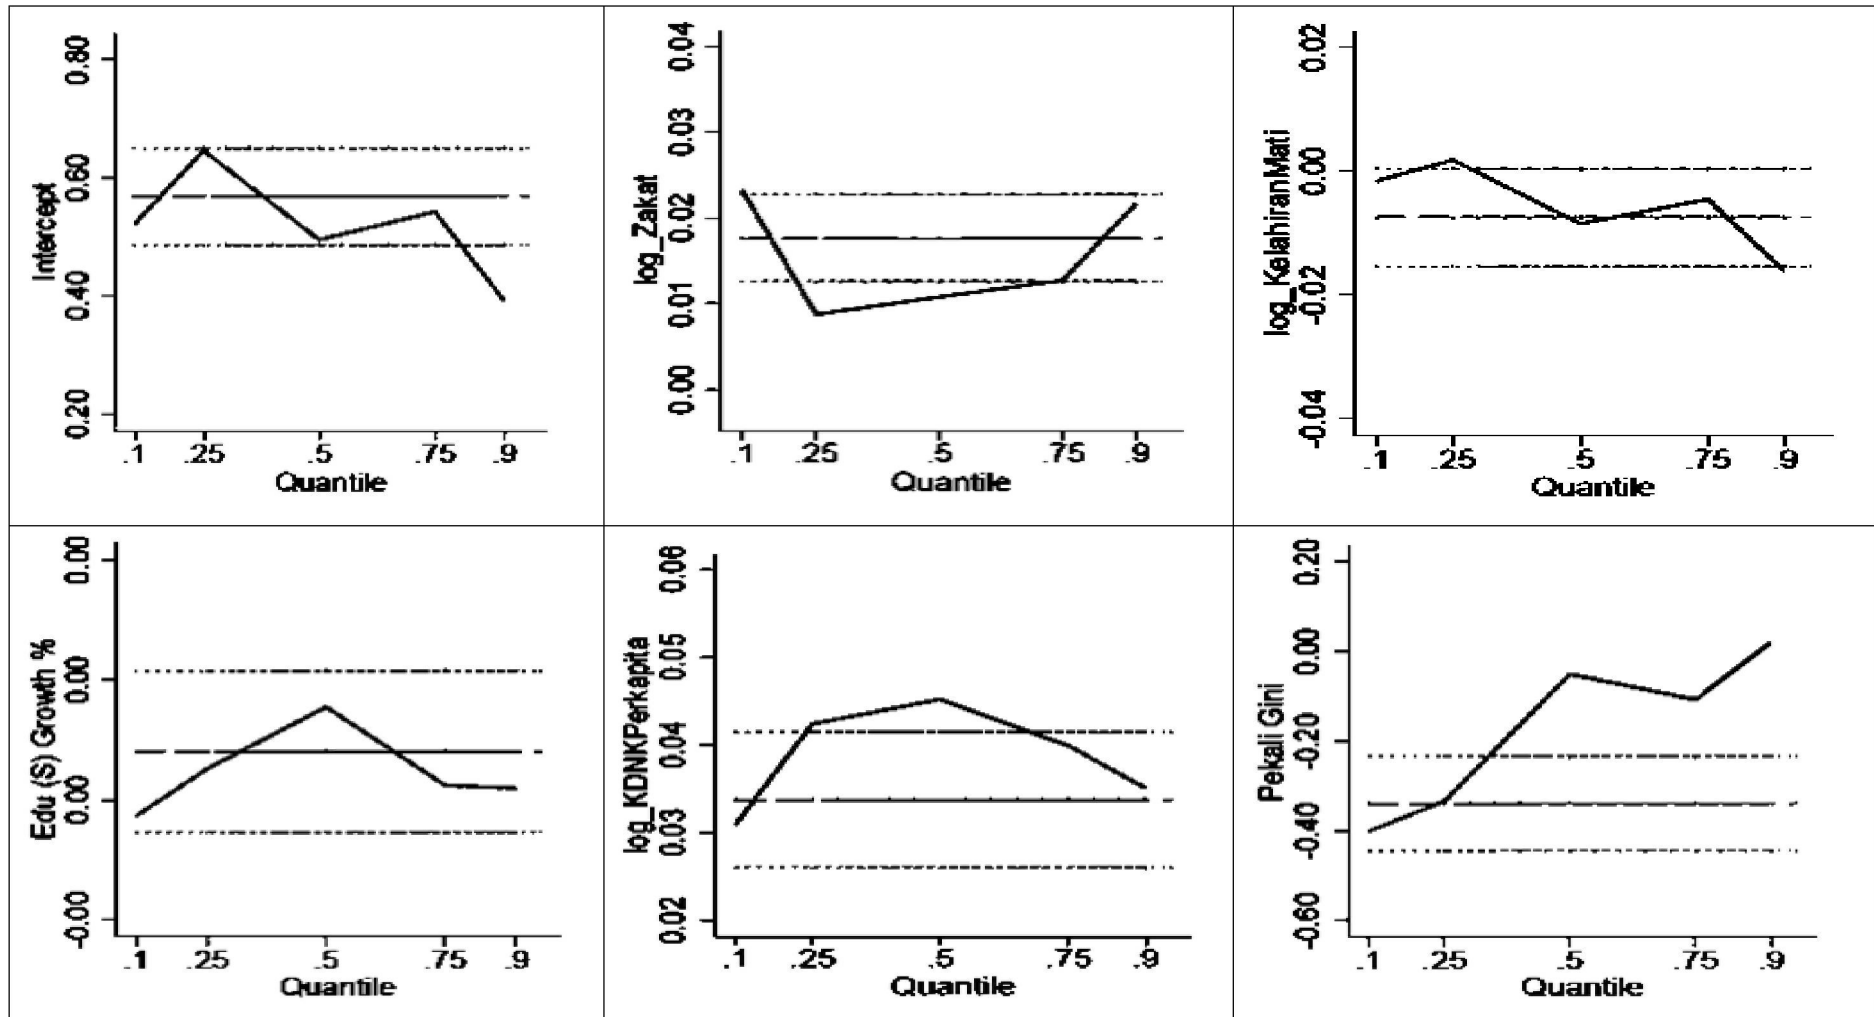 Intercept
0.80
0.60
0.40
0.20
.1 .25 .5 .75 .9
Quantile
log_Zakat
0.04
0.03
0.02
0.01
0.00
.1 .25 .5 .75 .9
Quantile
log_KelahiranMati
0.02
0.00
-0.02
-0.04
.1 .25 .5 .75 .9
Quantile
Edu (S) Growth %
0.00
0.00
0.00
-0.00
.1 .25 .5 .75 .9
Quantile
log_KDNKPerkapita
0.06
0.05
0.04
0.03
0.02
.1 .25 .5 .75 .9
Quantile
Pekali Gini
0.20
0.00
-0.20
-0.40
-0.60
.1 .25 .5 .75 .9
Quantile